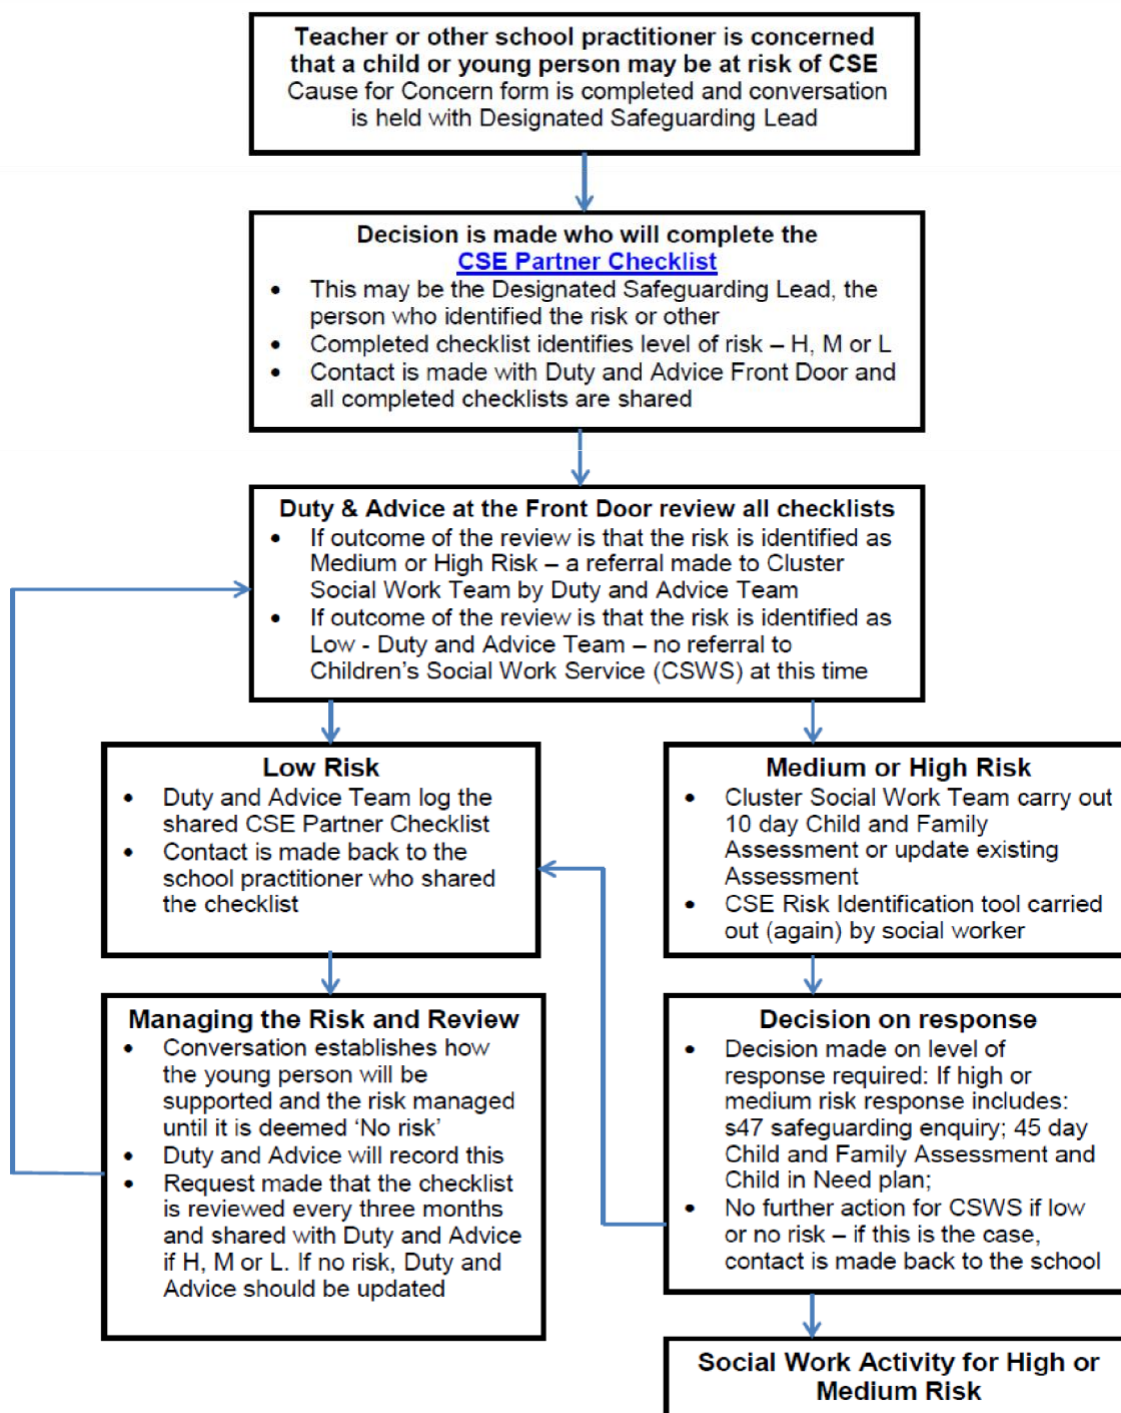 Teacher or other school practitioner is concerned
that a child or young person may be at risk of CSE
Cause for Concern form is completed and conversation
is held with Designated Safeguarding Lead
Decision is made who will complete the
CSE Partner Checklist
• This may be the Designated Safeguarding Lead, the
person who identified the risk or other
• Completed checklist identifies level of risk – H, M or L
• Contact is made with Duty and Advice Front Door and
all completed checklists are shared
Duty & Advice at the Front Door review all checklists
• If outcome of the review is that the risk is identified as
Medium or High Risk – a referral made to Cluster
Social Work Team by Duty and Advice Team
• If outcome of the review is that the risk is identified as
Low - Duty and Advice Team – no referral to
Children's Social Work Service (CSWS) at this time
Low Risk
• Duty and Advice Team log the
shared CSE Partner Checklist
• Contact is made back to the
school practitioner who shared
the checklist
Medium or High Risk
• Cluster Social Work Team carry out
10 day Child and Family
Assessment or update existing
Assessment
• CSE Risk Identification tool carried
out (again) by social worker
Managing the Risk and Review
• Conversation establishes how
the young person will be
supported and the risk managed
until it is deemed 'No risk'
• Duty and Advice will record this
• Request made that the checklist
is reviewed every three months
and shared with Duty and Advice
if H, M or L. If no risk, Duty and
Advice should be updated
Decision on response
• Decision made on level of
response required: If high or
medium risk response includes:
s47 safeguarding enquiry; 45 day
Child and Family Assessment and
Child in Need plan;
• No further action for CSWS if low
or no risk – if this is the case,
contact is made back to the school
Social Work Activity for High or
Medium Risk